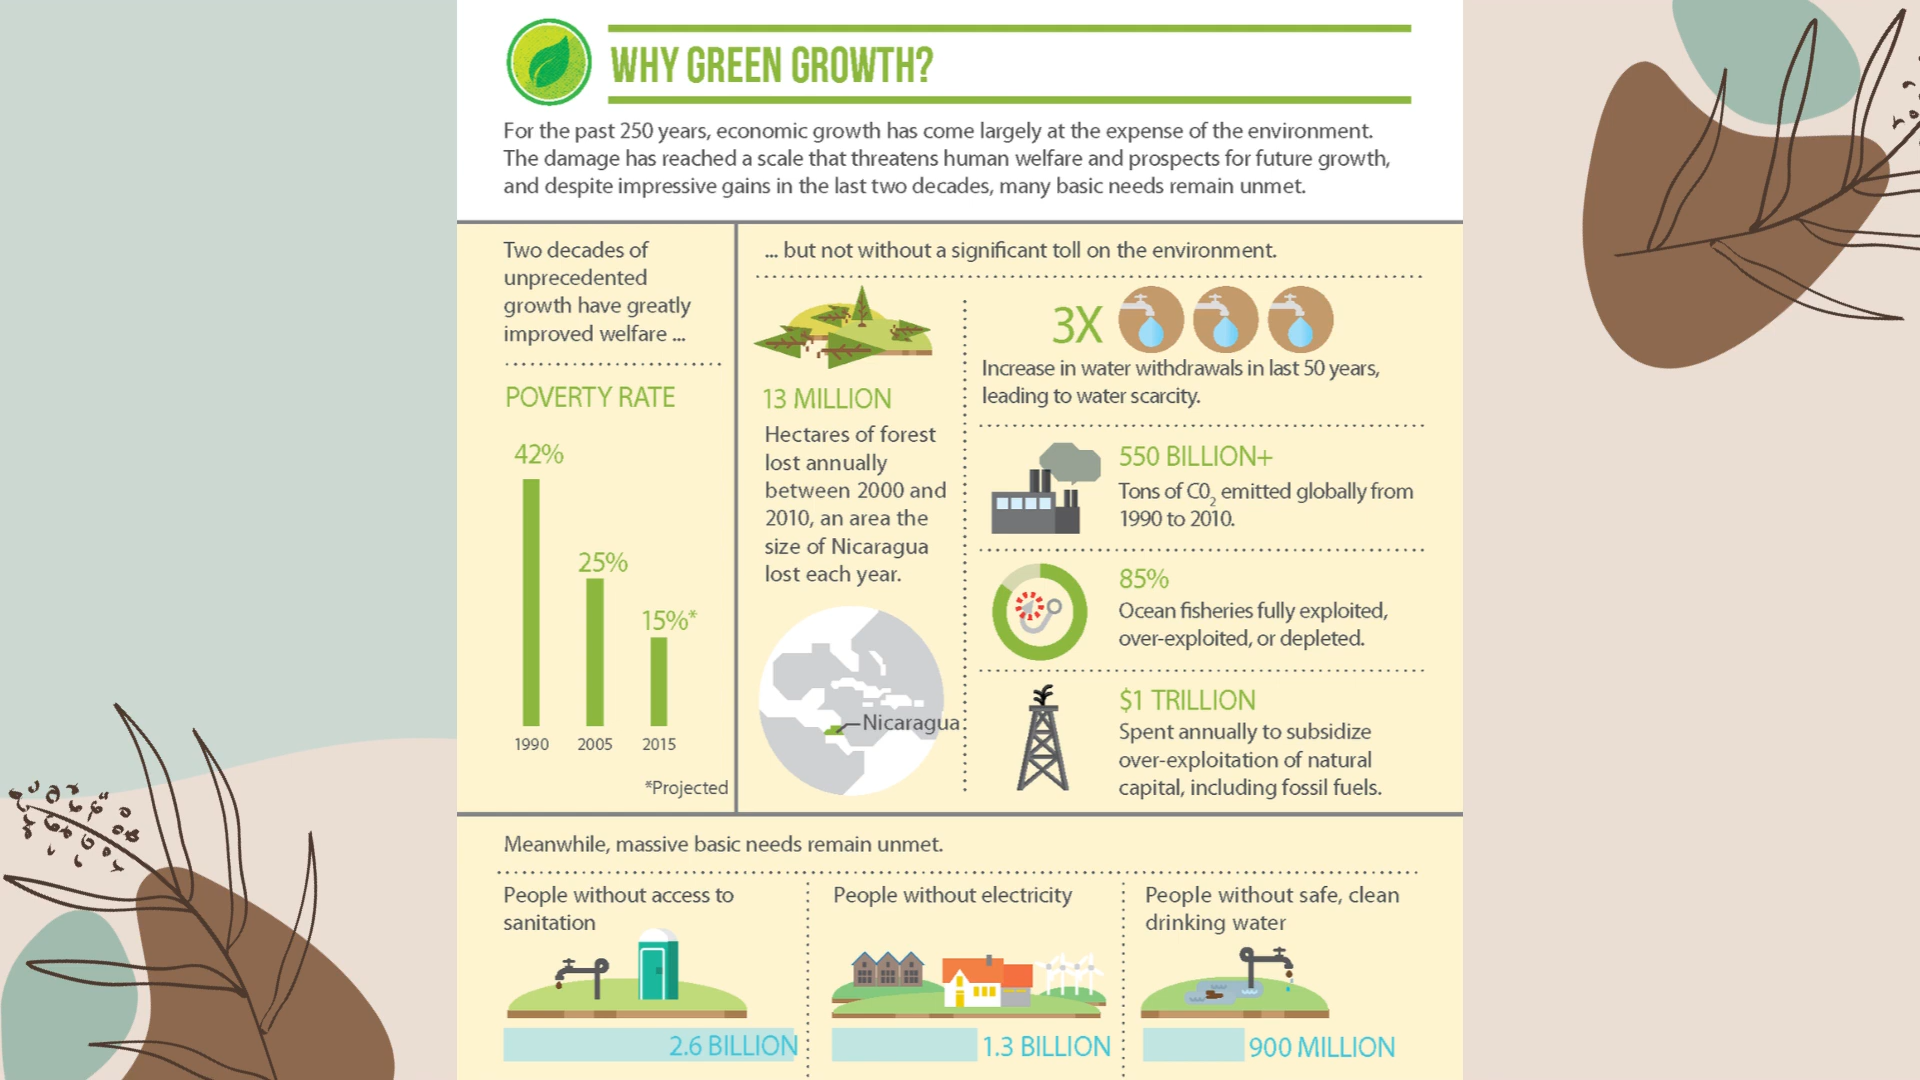 WHY GREEN GROWTH?
For the past 250 years, economic growth has come largely at the expense of the environment.
The damage has reached a scale that threatens human welfare and prospects for future growth,
and despite impressive gains in the last two decades, many basic needs remain unmet.
Two decades of
unprecedented
growth have greatly
improved welfare ...
POVERTY RATE
42%
25%
15%*
1990
2005
2015
*Projected
... but not without a significant toll on the environment.
13 MILLION
Hectares of forest
lost annually
between 2000 and
2010, an area the
size of Nicaragua
lost each year.
Nicaragua
3X
Increase in water withdrawals in last 50 years,
leading to water scarcity.
550 BILLION+
Tons of C0₂ emitted globally from
1990 to 2010.
85%
Ocean fisheries fully exploited,
over-exploited, or depleted.
$1 TRILLION
Spent annually to subsidize
over-exploitation of natural
capital, including fossil fuels.
Meanwhile, massive basic needs remain unmet.
People without access to
sanitation
2.6 BILLION
People without electricity
1.3 BILLION
People without safe, clean
drinking water
900 MILLION